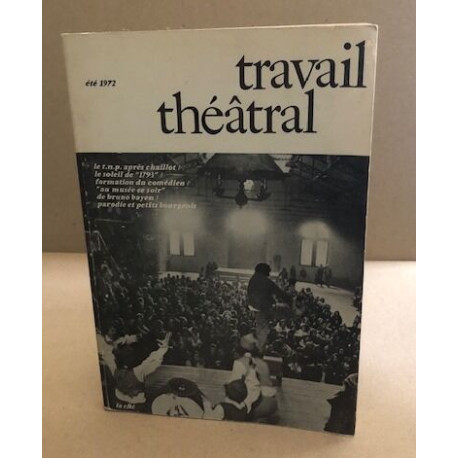 été 1972
travail
théâtral
le t.n.p. après chaillot /
le soleil de "1793" /
formation du comédien /
"au musée ce soir"
de bruno bayen /
parodie et petits bourgeois
la cité